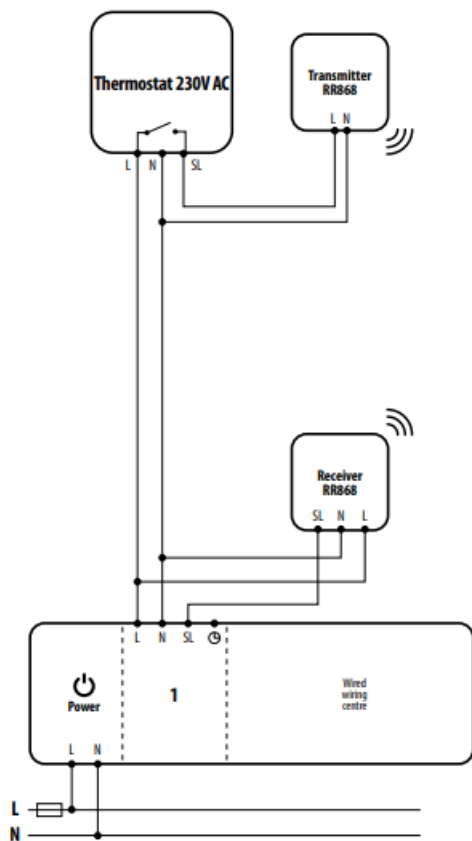 Thermostat 230V AC
L N SL
Transmitter
RR868
L N
Receiver
RR868
SL N L
L N SL
Power
1
Wired
wiring
centre
L N
L
N